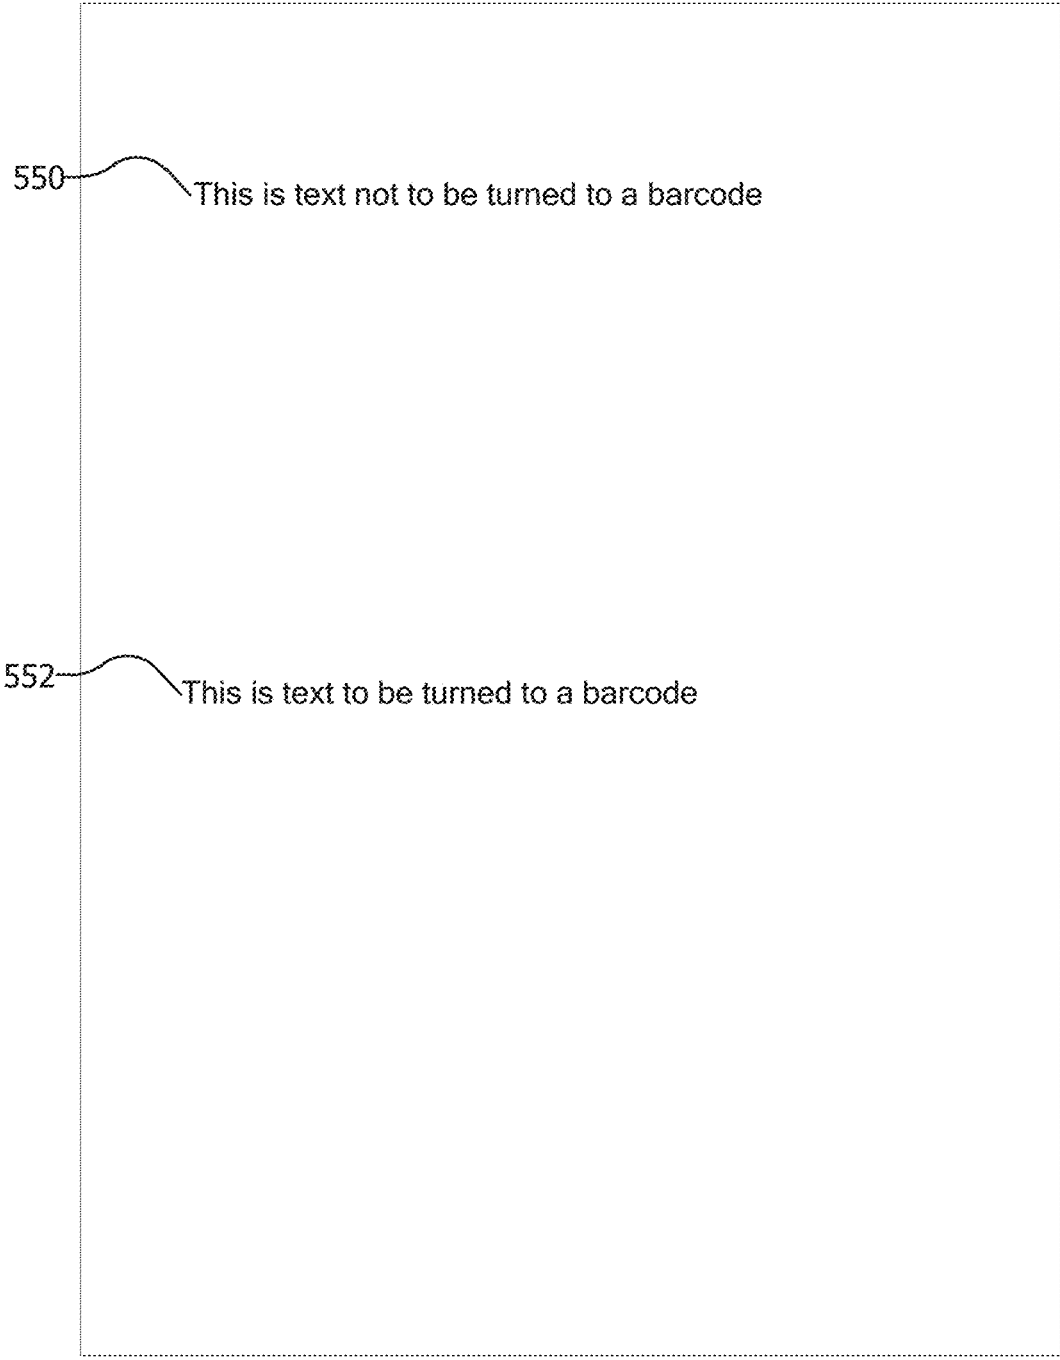 550 This is text not to be turned to a barcode
552 This is text to be turned to a barcode